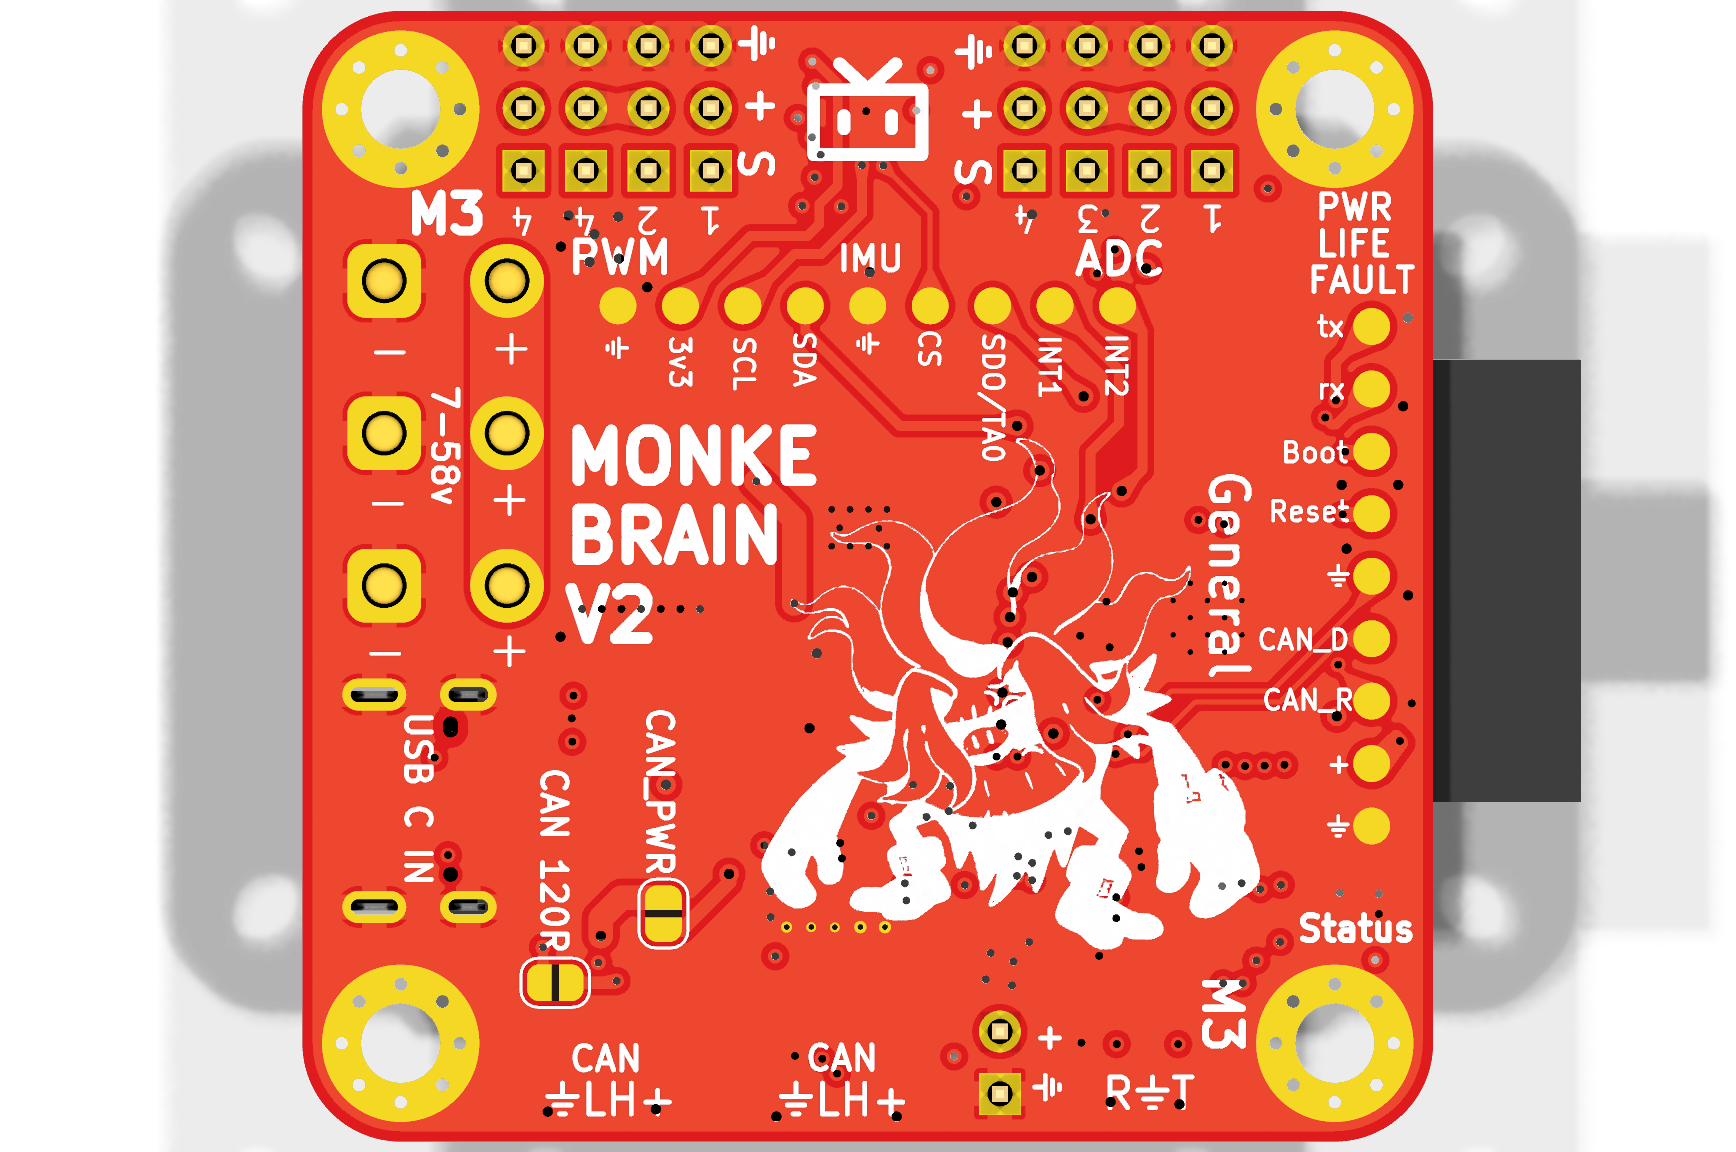 S
S
4 4 2 1
4 3 2 1
M3
PWM
IMU
ADC
PWR
LIFE
FAULT
3v3
SCL
SDA
CS
SDO/TAO
INT1
INT2
tx
rx
Boot
Reset
CAN_D
CAN_R
+
General
7-58v
MONKE
BRAIN
V2
USB C IN
CAN 120R
CAN_PWR
Status
M3
CAN
LH+
CAN
LH+
+
R T